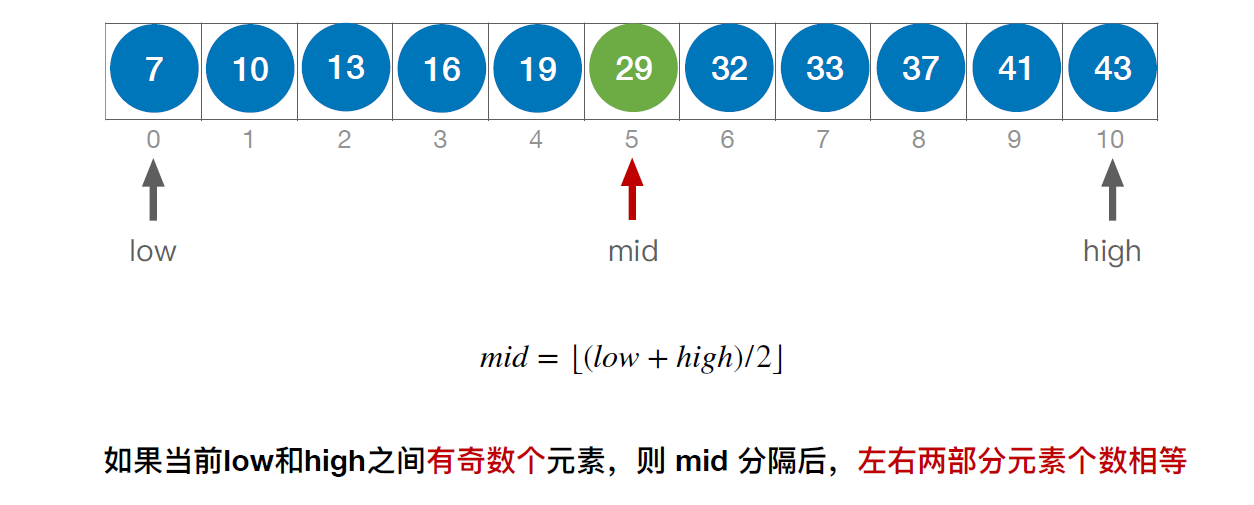 7 10 13 16 19 29 32 33 37 41 43
0 1 2 3 4 5 6 7 8 9 10
low mid high
mid = ⌊(low + high)/2⌋
如果当前low和high之间有奇数个元素，则 mid 分隔后，左右两部分元素个数相等